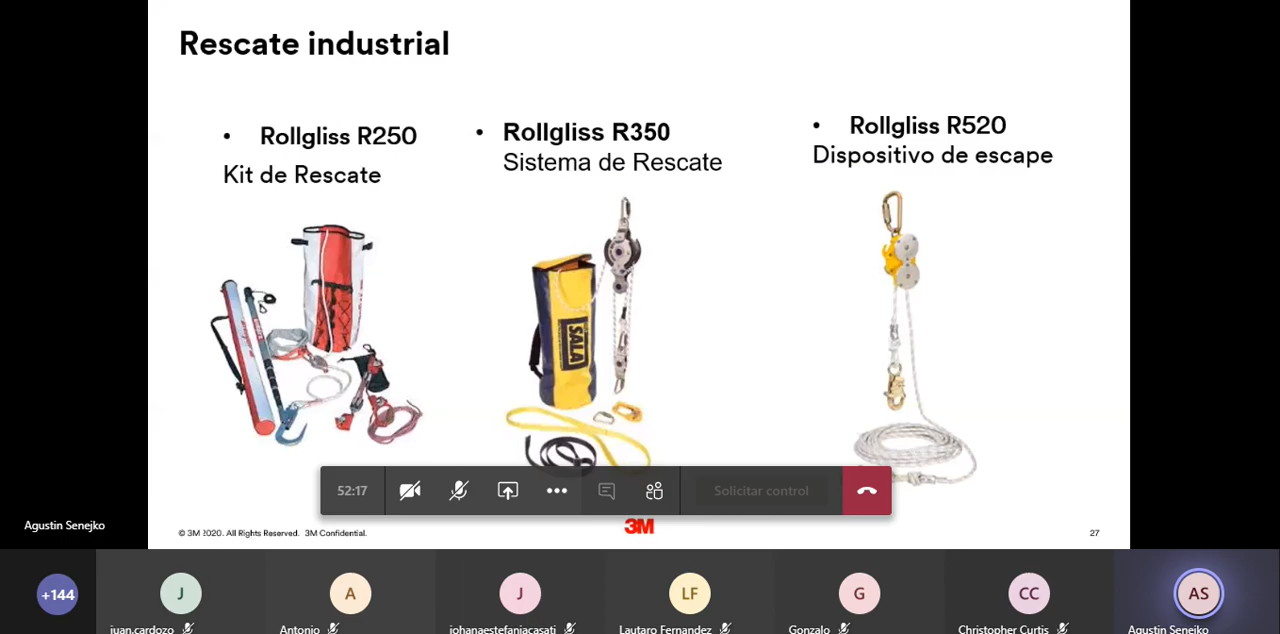 Rescate industrial
• Rollgliss R250
Kit de Rescate
• Rollgliss R350
Sistema de Rescate
• Rollgliss R520
Dispositivo de escape
SALA
52:17
Solicitar control
Agustin Senejko
© 3M 2020. All Rights Reserved. 3M Confidential.
3M
27
+144
J
A
J
LF
G
CC
AS
juan.cardozo
Antonio
johanaestefaniacasati
Lautaro Fernandez
Gonzalo
Christopher Curtis
Agustin Senejko